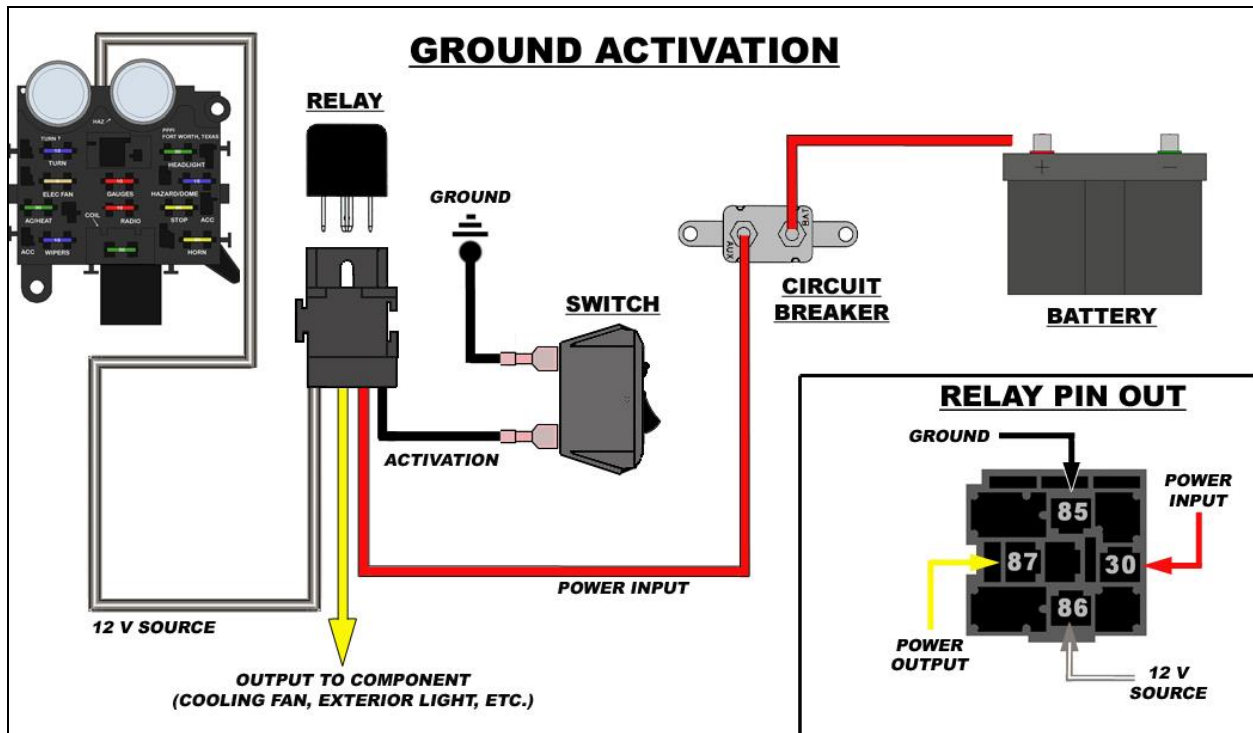 GROUND ACTIVATION
RELAY
GROUND
SWITCH
ACTIVATION
CIRCUIT
BREAKER
BAT
AUX
+
−
BATTERY
HAZ
PPPI
FORT WORTH, TEXAS
TURN ?
TURN
HEADLIGHT
ELEC FAN
GAUGES
HAZARD/DOME
AC/HEAT
COIL
RADIO
STOP
ACC
ACC
WIPERS
HORN
12 V SOURCE
POWER INPUT
OUTPUT TO COMPONENT
(COOLING FAN, EXTERIOR LIGHT, ETC.)
RELAY PIN OUT
GROUND
POWER
INPUT
85
87
30
86
POWER
OUTPUT
12 V
SOURCE